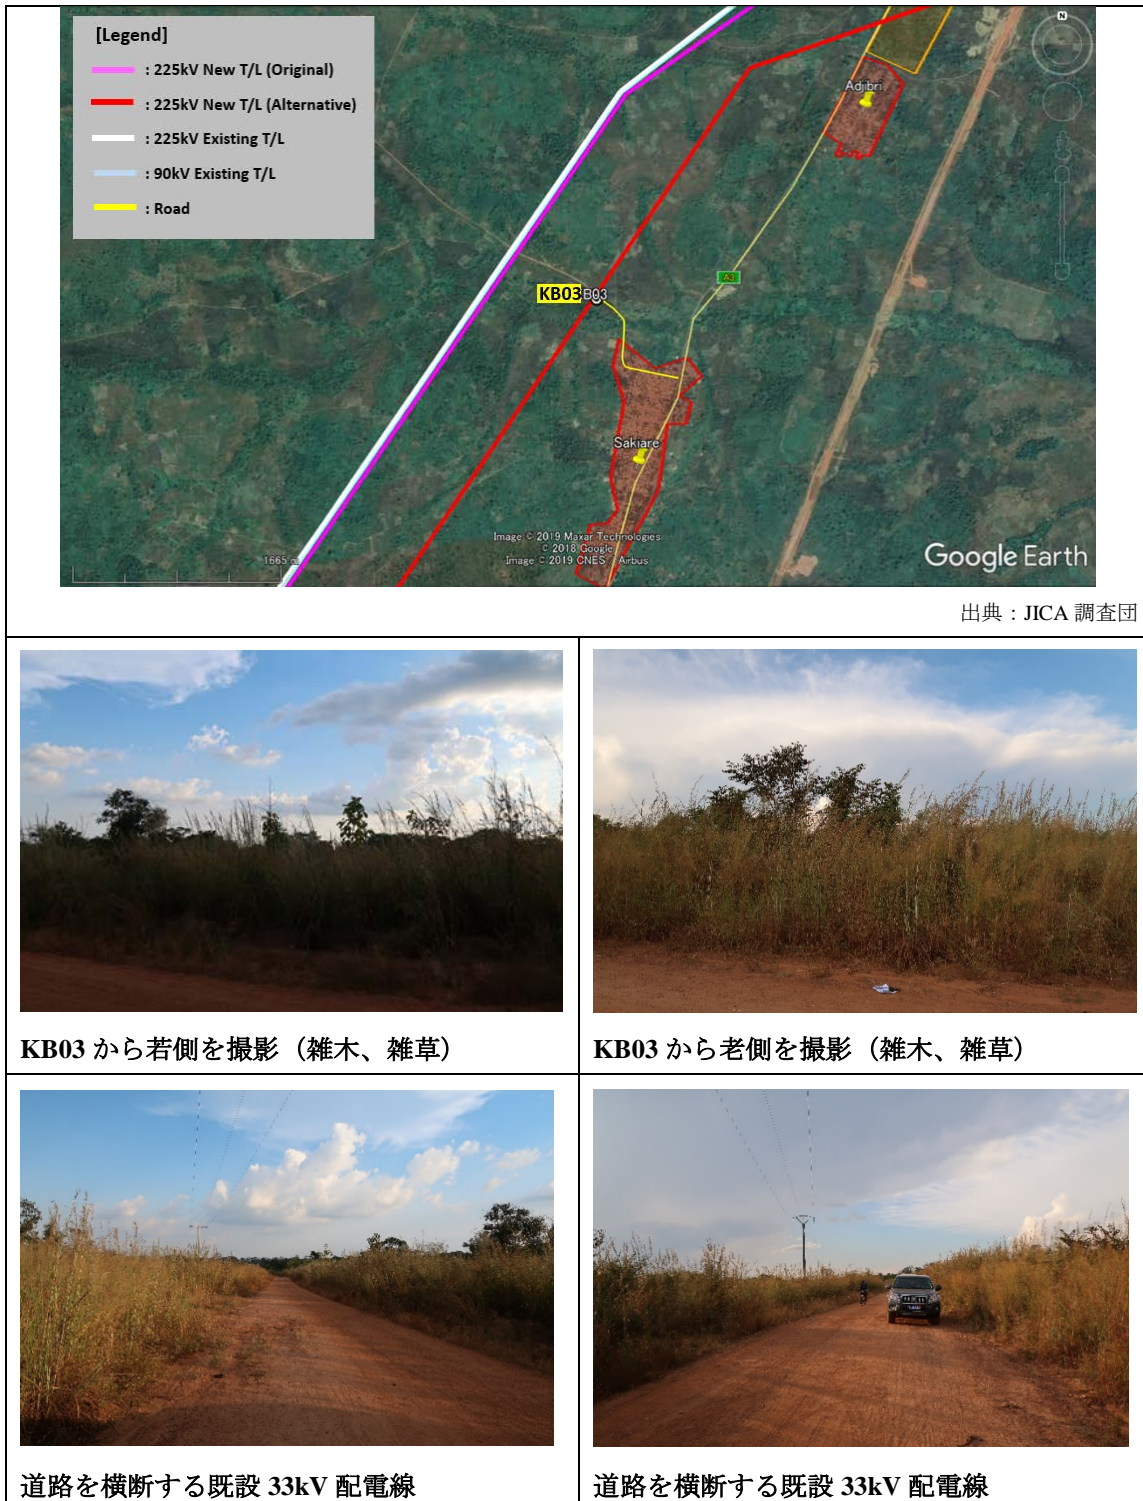 [Legend]
: 225kV New T/L (Original)
: 225kV New T/L (Alternative)
: 225kV Existing T/L
: 90kV Existing T/L
: Road
N
Adjibri
A3
KB03 B03
Sakiare
Image © 2019 Maxar Technologies
© 2018 Google
Image © 2019 CNES / Airbus
1665 m
Google Earth
出典：JICA 調査団
KB03 から若側を撮影（雑木、雑草）
KB03 から老側を撮影（雑木、雑草）
道路を横断する既設 33kV 配電線
道路を横断する既設 33kV 配電線